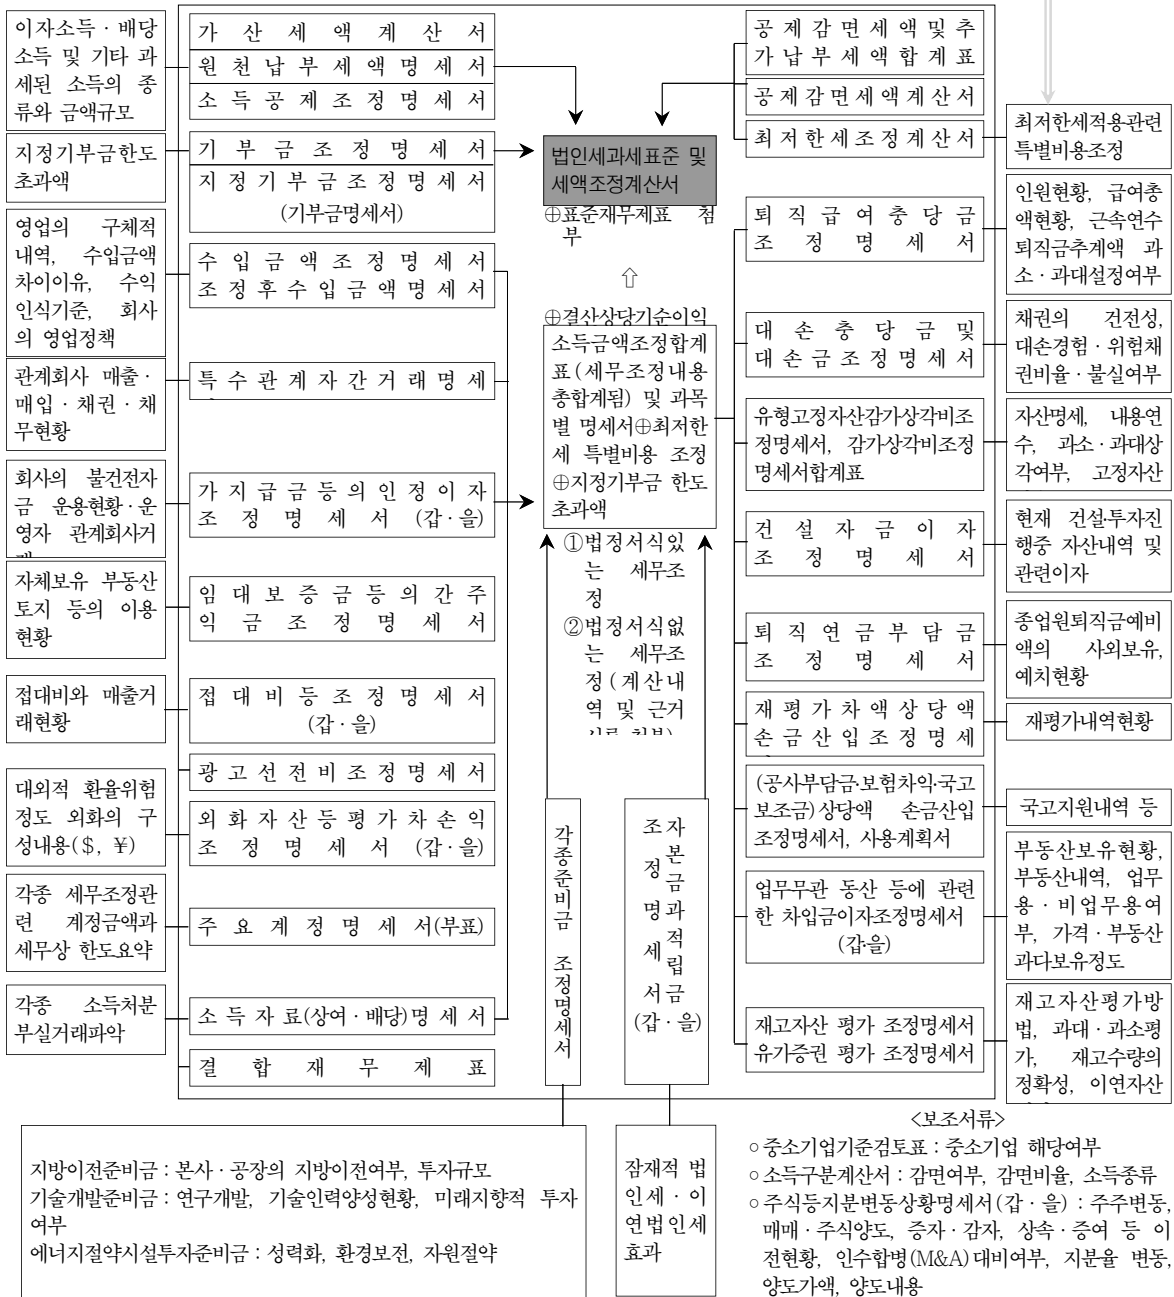 이자소득 · 배당
소득 및 기타 과
세된 소득의 종
류와 금액규모
지정기부금한도
초과액
영업의 구체적
내역, 수입금액
차이이유, 수익
인식기준, 회사
의 영업정책
관계회사 매출 ·
매입 · 채권 · 채
무현황
회사의 불건전자
금 운용현황 · 운
영자 관계회사거
자체보유 부동산
토지 등의 이용
현황
접대비와 매출거
래현황
대외적 환율위험
정도 외화의 구
성내용($, ¥)
각종 세무조정관
련 계정금액과
세무상 한도요약
각종 소득처분
부실거래파악
가 산 세 액 계 산 서
원 천 납 부 세 액 명 세 서
소 득 공 제 조 정 명 세 서
기 부 금 조 정 명 세 서
지 정 기 부 금 조 정 명 세 서
(기부금명세서)
수 입 금 액 조 정 명 세 서
조 정 후 수 입 금 액 명 세 서
특 수 관 계 자 간 거 래 명 세
가 지 급 금 등 의 인 정 이 자
조 정 명 세 서 (갑 · 을)
임 대 보 증 금 등 의 간 주
익 금 조 정 명 세 서
접 대 비 등 조 정 명 세 서
(갑 · 을)
광 고 선 전 비 조 정 명 세 서
외 화 자 산 등 평 가 차 손 익
조 정 명 세 서 (갑 · 을)
주 요 계 정 명 세 서(부표)
소 득 자 료(상여 · 배당)명 세 서
결 합 재 무 제 표
법인세과세표준 및
세액조정계산서
⊕표준재무제표 첨
부
⇧
⊕결산상당기순이익
소득금액조정합계
표(세무조정내용
총합계됨) 및 과목
별 명세서⊕최저한
세 특별비용 조정
⊕지정기부금 한도
초과액
①법정서식있
는 세무조
정
②법정서식없
는 세무조
정(계산내
역 및 근거
각종준비금 조정명세서
자본금과적립금
조정명세서
(갑 · 을)
공 제 감 면 세 액 및 추
가 납 부 세 액 합 계 표
공 제 감 면 세 액 계 산 서
최 저 한 세 조 정 계 산 서
퇴 직 급 여 충 당 금
조 정 명 세 서
대 손 충 당 금 및
대 손 금 조 정 명 세 서
유형고정자산감가상각비조
정명세서, 감가상각비조정
명세서합계표
건 설 자 금 이 자
조 정 명 세 서
퇴 직 연 금 부 담 금
조 정 명 세 서
재 평 가 차 액 상 당 액
손 금 산 입 조 정 명 세
(공사부담금·보험차익·국고
보조금)상당액 손금산입
조정명세서, 사용계획서
업무무관 동산 등에 관련
한 차입금이자조정명세서
(갑·을)
재고자산 평가 조정명세서
유가증권 평가 조정명세서
최저한세적용관련
특별비용조정
인원현황, 급여총
액현황, 근속연수
퇴직금추계액 과
소 · 과대설정여부
채권의 건전성,
대손경험 · 위험채
권비율 · 불실여부
자산명세, 내용연
수, 과소 · 과대상
각여부, 고정자산
현재 건설·투자진
행중 자산내역 및
관련이자
종업원퇴직금예비
액의 사외보유,
예치현황
재평가내역현황
국고지원내역 등
부동산보유현황,
부동산내역, 업무
용 · 비업무용여
부, 가격 · 부동산
과다보유정도
재고자산평가방
법, 과대 · 과소평
가, 재고수량의
정확성, 이연자산
지방이전준비금 : 본사 · 공장의 지방이전여부, 투자규모
기술개발준비금 : 연구개발, 기술인력양성현황, 미래지향적 투자
여부
에너지절약시설투자준비금 : 성력화, 환경보전, 자원절약
잠재적 법
인세 · 이
연법인세
효과
<보조서류>
○중소기업기준검토표 : 중소기업 해당여부
○소득구분계산서 : 감면여부, 감면비율, 소득종류
○주식등지분변동상황명세서(갑 · 을) : 주주변동,
매매 · 주식양도, 증자 · 감자, 상속 · 증여 등 이
전현황, 인수합병(M&A)대비여부, 지분율 변동,
양도가액, 양도내용